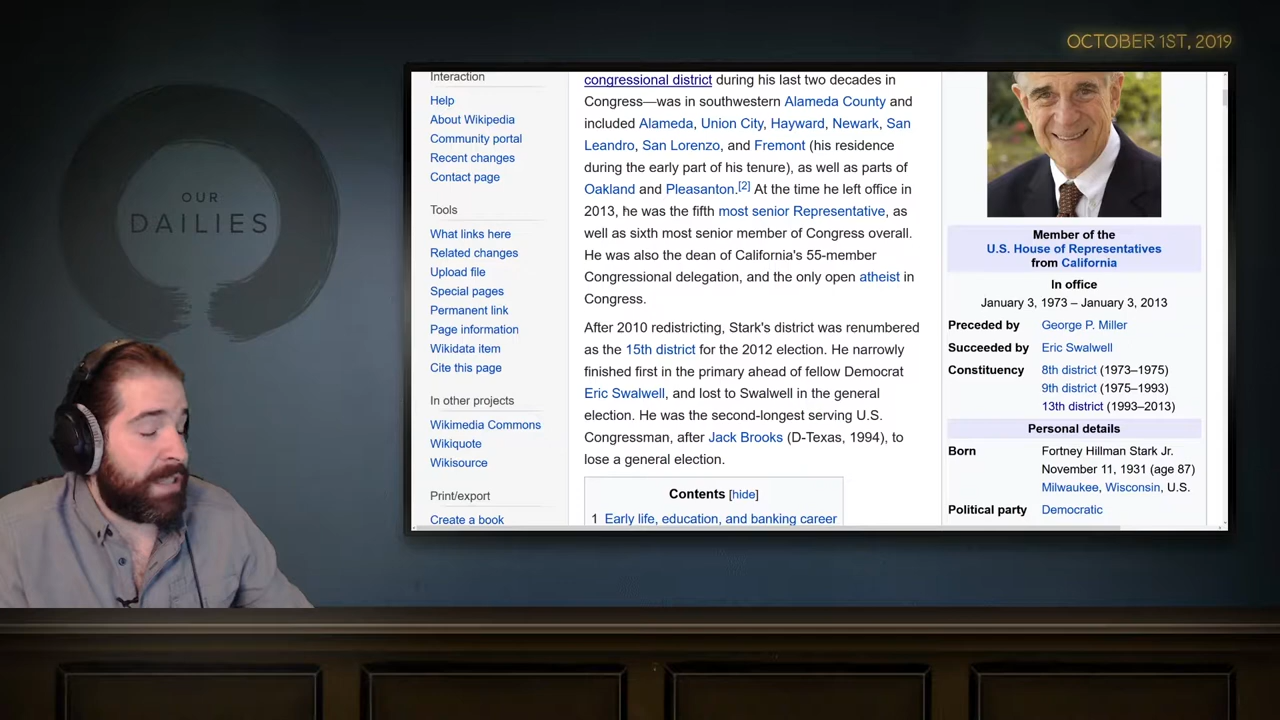 OCTOBER 1ST, 2019
OUR
DAILIES
Interaction
Help
About Wikipedia
Community portal
Recent changes
Contact page
Tools
What links here
Related changes
Upload file
Special pages
Permanent link
Page information
Wikidata item
Cite this page
In other projects
Wikimedia Commons
Wikiquote
Wikisource
Print/export
Create a book
congressional district during his last two decades in
Congress—was in southwestern Alameda County and
included Alameda, Union City, Hayward, Newark, San
Leandro, San Lorenzo, and Fremont (his residence
during the early part of his tenure), as well as parts of
Oakland and Pleasanton.[2] At the time he left office in
2013, he was the fifth most senior Representative, as
well as sixth most senior member of Congress overall.
He was also the dean of California's 55-member
Congressional delegation, and the only open atheist in
Congress.
After 2010 redistricting, Stark's district was renumbered
as the 15th district for the 2012 election. He narrowly
finished first in the primary ahead of fellow Democrat
Eric Swalwell, and lost to Swalwell in the general
election. He was the second-longest serving U.S.
Congressman, after Jack Brooks (D-Texas, 1994), to
lose a general election.
Contents [hide]
1 Early life, education, and banking career
Member of the
U.S. House of Representatives
from California
In office
January 3, 1973 – January 3, 2013
Preceded by George P. Miller
Succeeded by Eric Swalwell
Constituency 8th district (1973–1975)
9th district (1975–1993)
13th district (1993–2013)
Personal details
Born Fortney Hillman Stark Jr.
November 11, 1931 (age 87)
Milwaukee, Wisconsin, U.S.
Political party Democratic